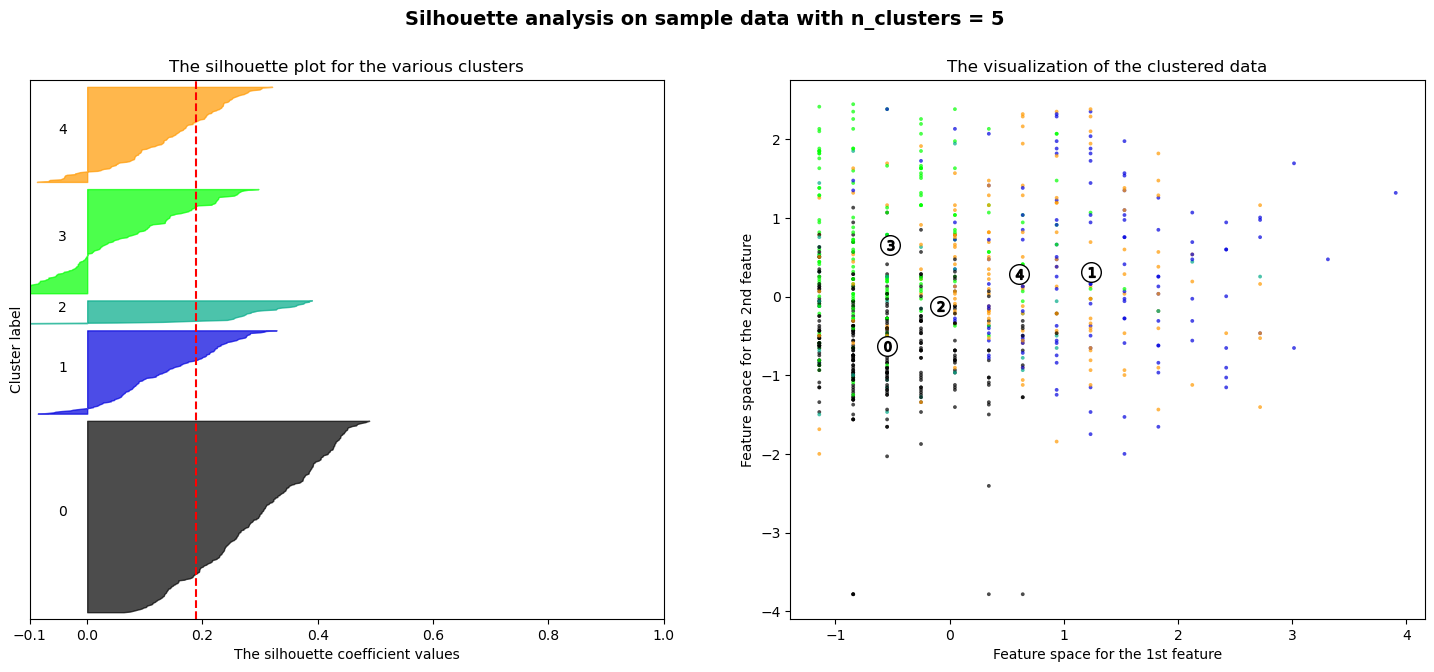 Silhouette analysis on sample data with n_clusters = 5
The silhouette plot for the various clusters
Cluster label
4
3
2
1
0
−0.1 0.0 0.2 0.4 0.6 0.8 1.0
The silhouette coefficient values
The visualization of the clustered data
Feature space for the 2nd feature
2
1
0
−1
−2
−3
−4
3
4
1
2
0
−1 0 1 2 3 4
Feature space for the 1st feature